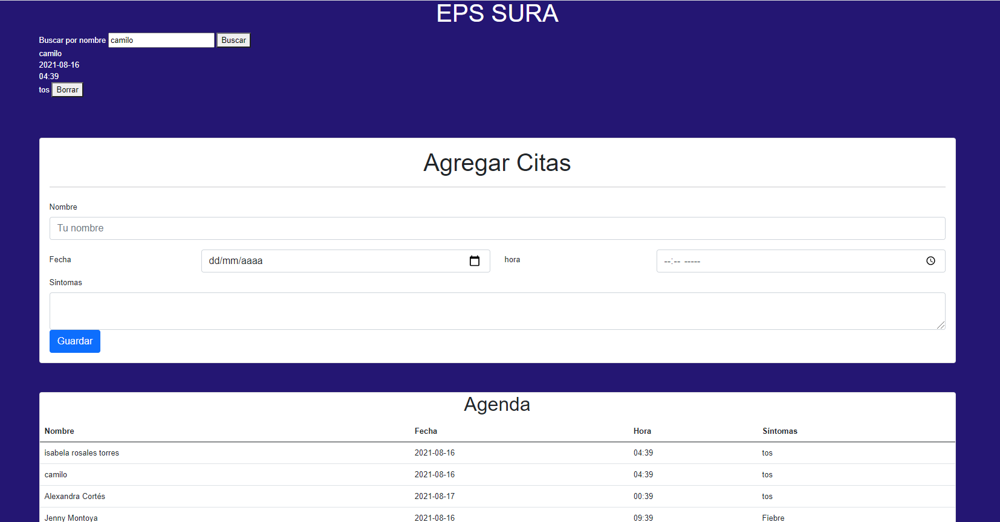 EPS SURA
Buscar por nombre camilo Buscar
camilo
2021-08-16
04:39
tos Borrar
Agregar Citas
Nombre
Tu nombre
Fecha dd/mm/aaaa hora --:-- -----
Sintomas
Guardar
Agenda
Nombre Fecha Hora Síntomas
isabela rosales torres 2021-08-16 04:39 tos
camilo 2021-08-16 04:39 tos
Alexandra Cortés 2021-08-17 00:39 tos
Jenny Montoya 2021-08-16 09:39 Fiebre